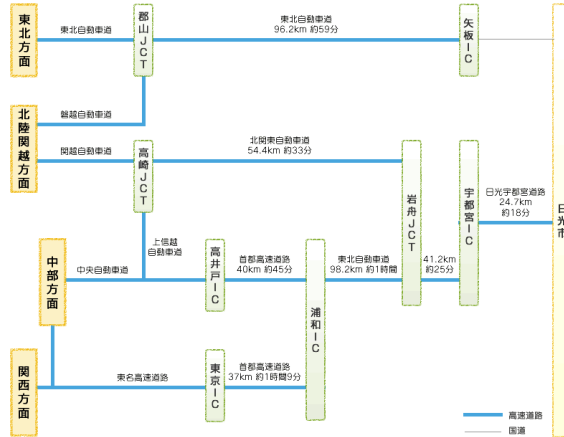 東北方面
東北自動車道
郡山JCT
東北自動車道
96.2km 約59分
矢板IC
日光市
北陸関越方面
磐越自動車道
関越自動車道
高崎JCT
北関東自動車道
54.4km 約33分
岩舟JCT
宇都宮IC
日光宇都宮道路
24.7km
約18分
上信越
自動車道
中部方面
中央自動車道
高井戸IC
首都高速道路
40km 約45分
浦和IC
東北自動車道
98.2km 約1時間
41.2km
約25分
関西方面
東名高速道路
東京IC
首都高速道路
37km 約1時間9分
高速道路
国道